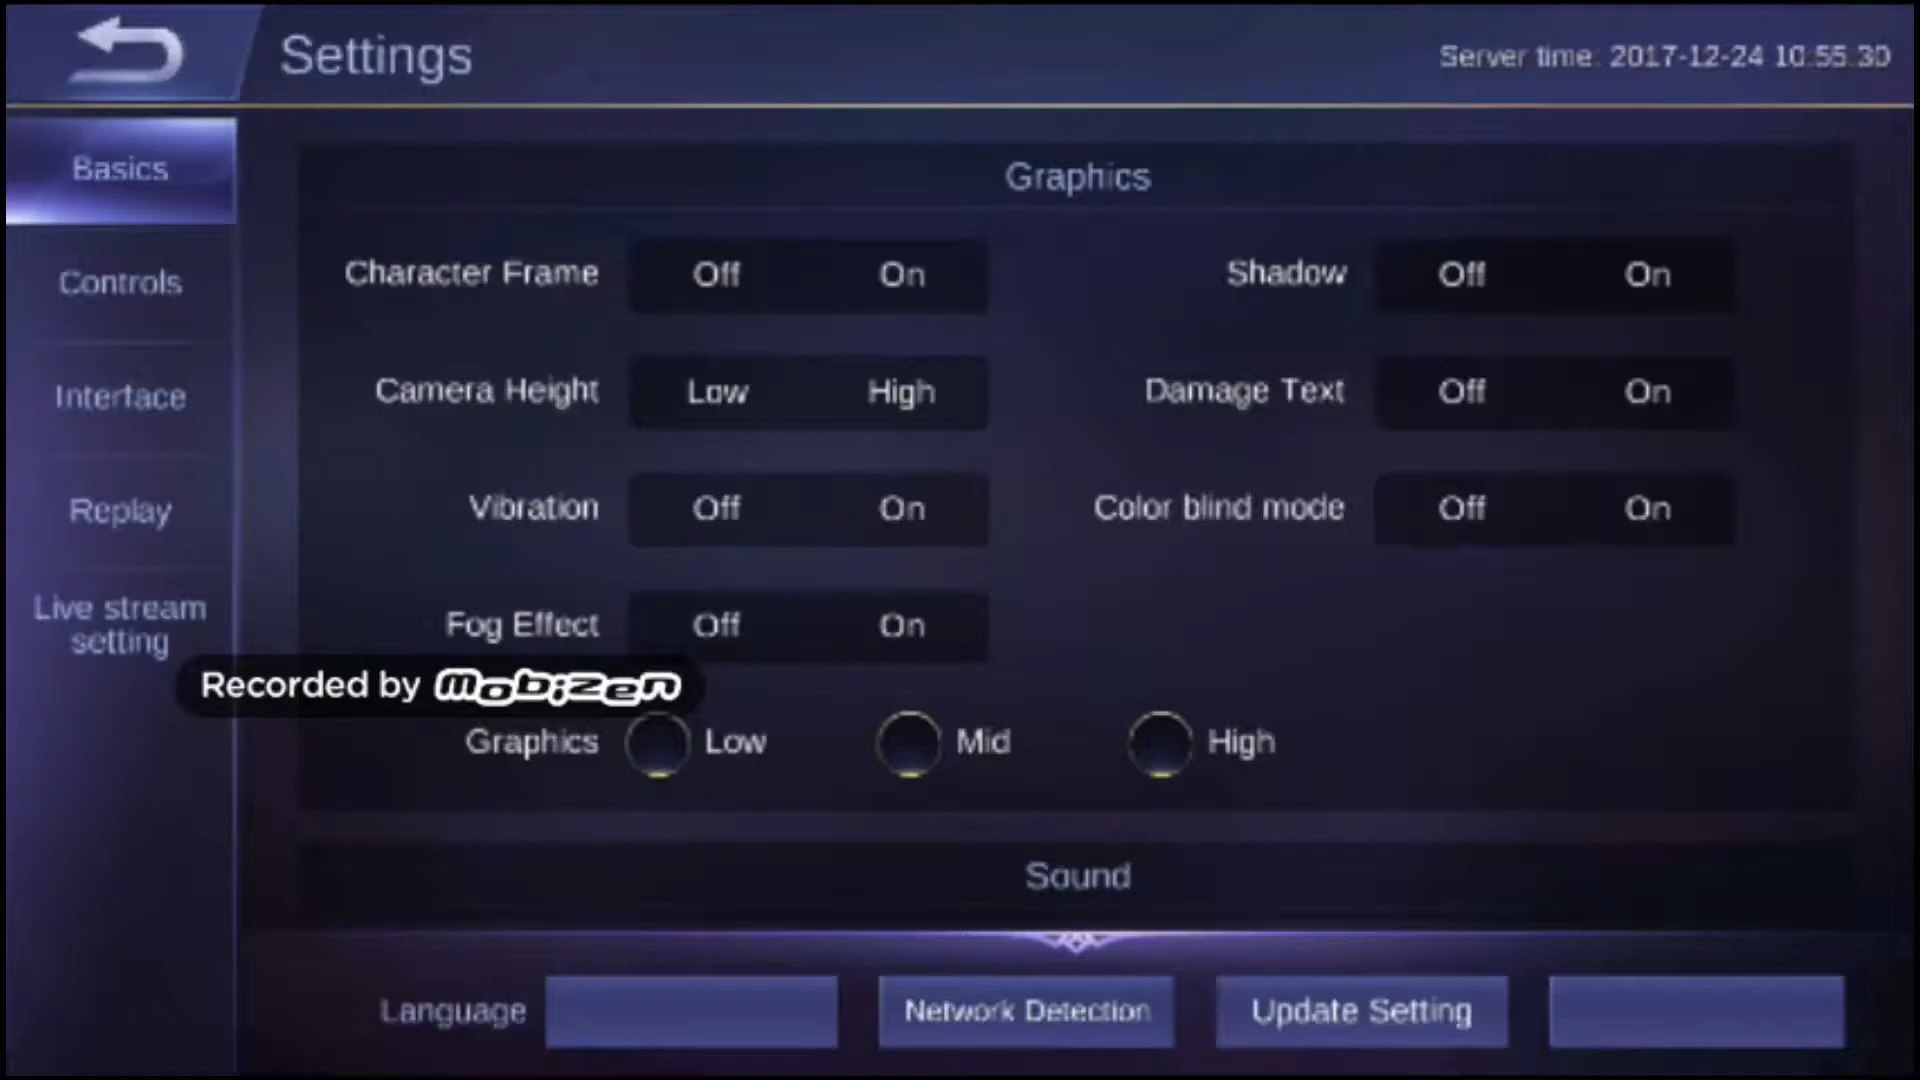 Settings
Server time: 2017-12-24 10:55:30
Basics
Controls
Interface
Replay
Live stream
setting
Graphics
Character Frame Off On
Shadow Off On
Camera Height Low High
Damage Text Off On
Vibration Off On
Color blind mode Off On
Fog Effect Off On
Recorded by mobizen
Graphics Low Mid High
Sound
Language
Network Detection
Update Setting